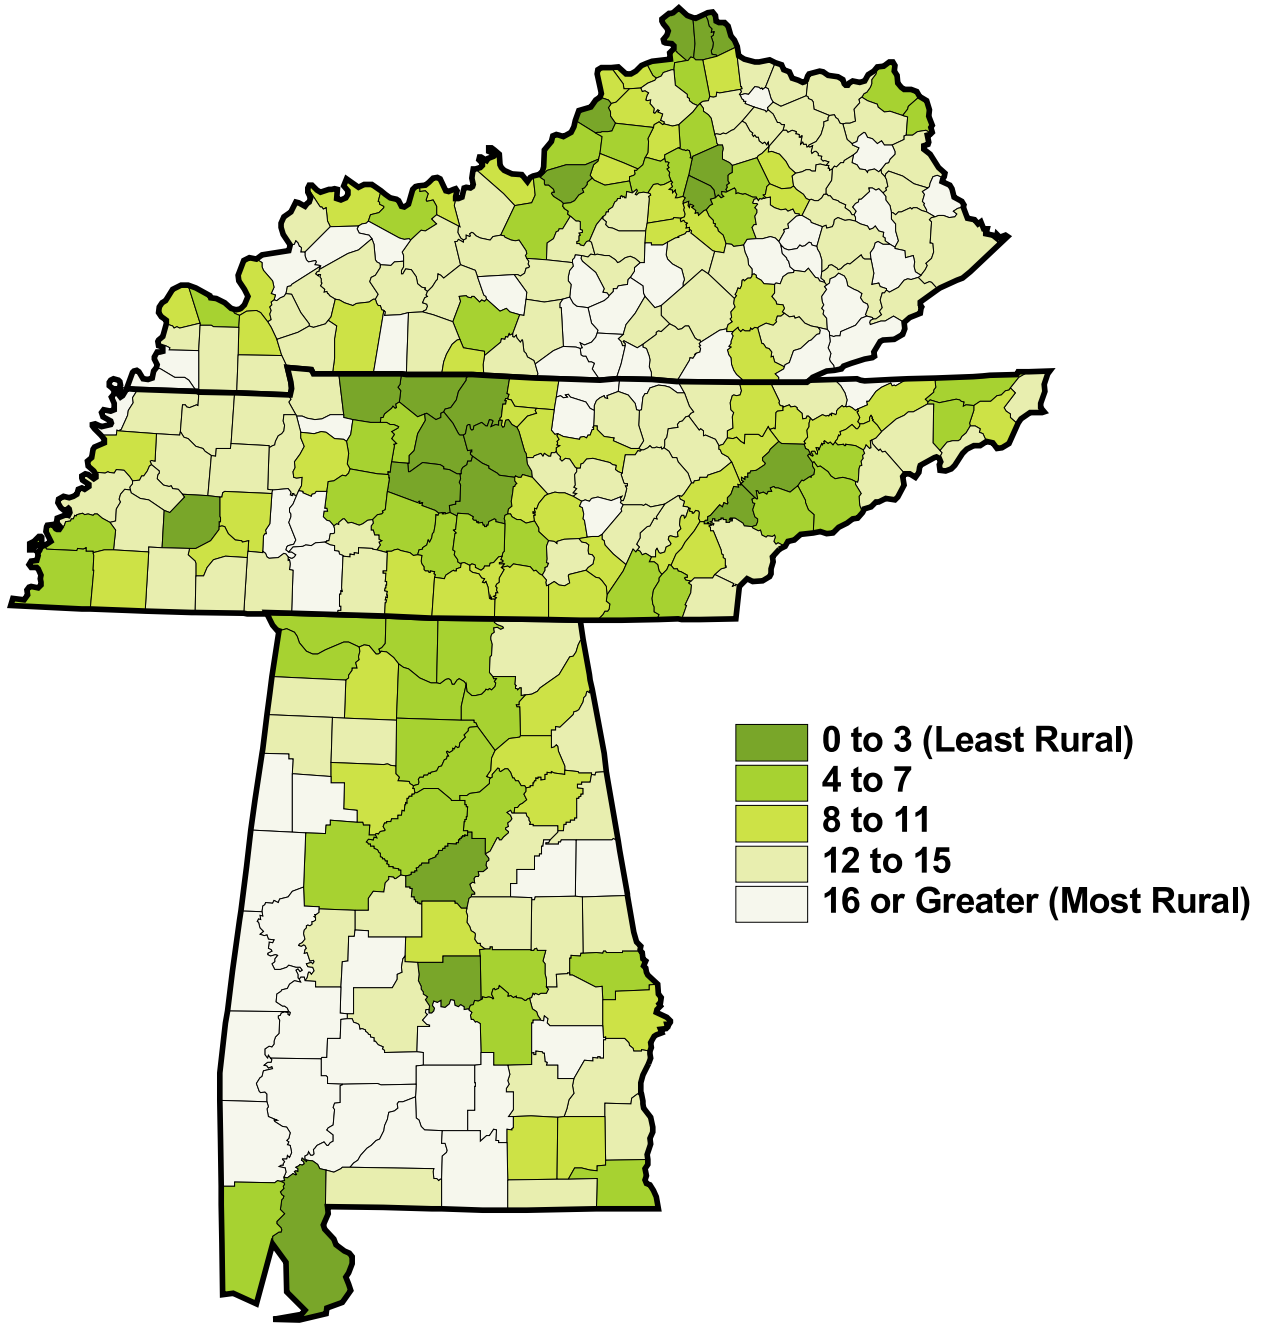 0 to 3 (Least Rural)
4 to 7
8 to 11
12 to 15
16 or Greater (Most Rural)